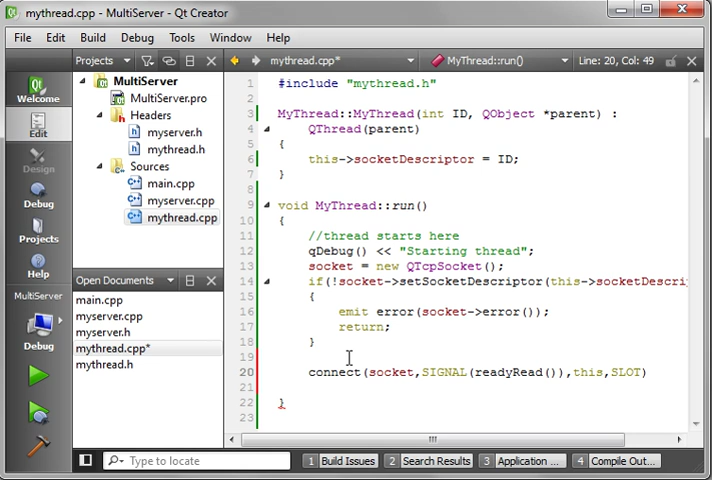 mythread.cpp - MultiServer - Qt Creator
File Edit Build Debug Tools Window Help
Projects mythread.cpp* MyThread::run() Line: 20, Col: 49
Welcome
Edit
Design
Debug
Projects
Help
MultiServer
Debug
MultiServer
MultiServer.pro
Headers
myserver.h
mythread.h
Sources
main.cpp
myserver.cpp
mythread.cpp
Open Documents
main.cpp
myserver.cpp
myserver.h
mythread.cpp*
mythread.h
1 #include "mythread.h"
2
3 MyThread::MyThread(int ID, QObject *parent) :
4 QThread(parent)
5 {
6 this->socketDescriptor = ID;
7 }
8
9 void MyThread::run()
10 {
11 //thread starts here
12 qDebug() << "Starting thread";
13 socket = new QTcpSocket();
14 if(!socket->setSocketDescriptor(this->socketDescri
15 {
16 emit error(socket->error());
17 return;
18 }
19
20 connect(socket,SIGNAL(readyRead()),this,SLOT)
21
22 }
23
Type to locate 1 Build Issues 2 Search Results 3 Application ... 4 Compile Out...